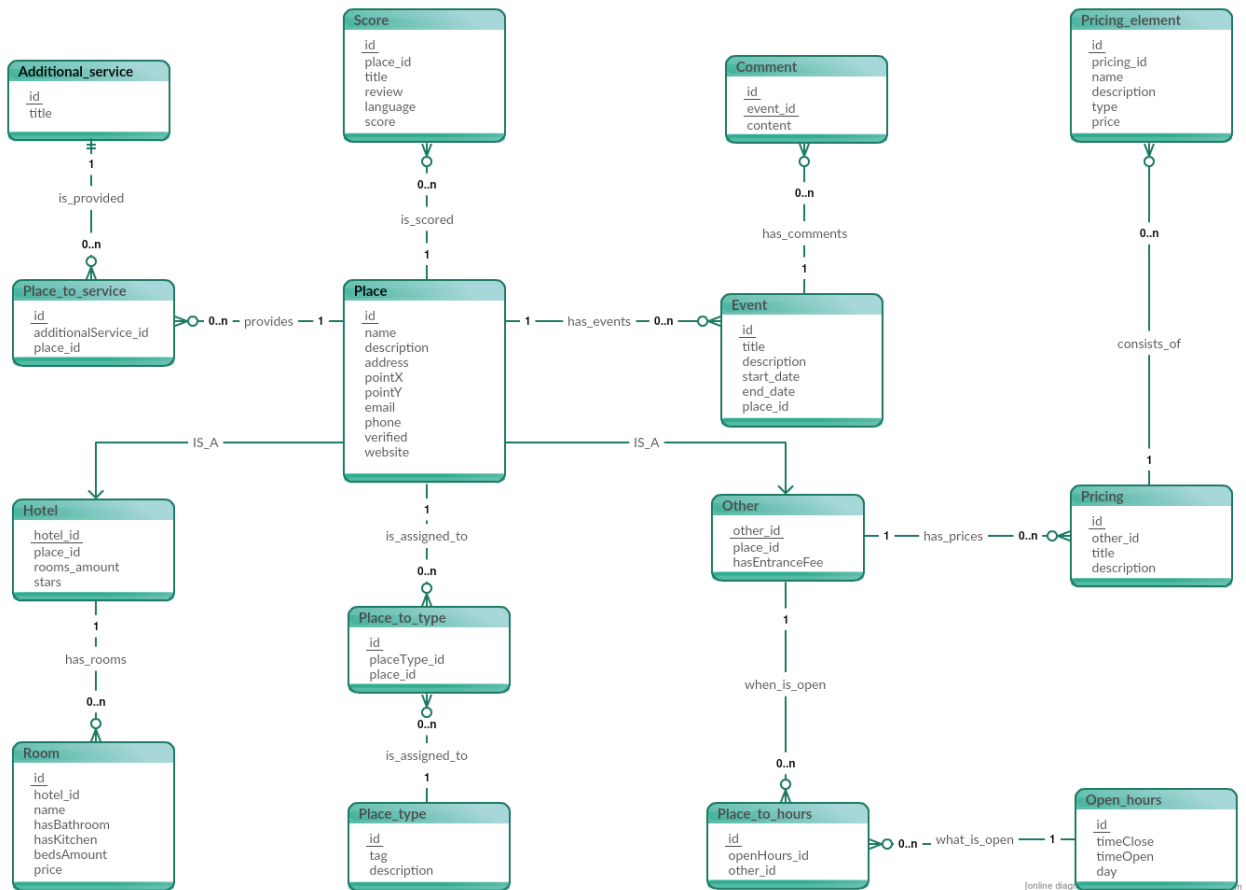 Score
id
place_id
title
review
language
score
Pricing_element
id
pricing_id
name
description
type
price
Additional_service
id
title
Comment
id
event_id
content
1
is_provided
0..n
0..n
is_scored
1
0..n
has_comments
1
0..n
consists_of
1
Place_to_service
id
additionalService_id
place_id
0..n provides 1
Place
id
name
description
address
pointX
pointY
email
phone
verified
website
1 has_events 0..n
Event
id
title
description
start_date
end_date
place_id
IS_A
IS_A
Hotel
hotel_id
place_id
rooms_amount
stars
1
is_assigned_to
0..n
Other
other_id
place_id
hasEntranceFee
1 has_prices 0..n
Pricing
id
other_id
title
description
1
has_rooms
0..n
Place_to_type
id
placeType_id
place_id
1
when_is_open
0..n
0..n
is_assigned_to
1
Room
id
hotel_id
name
hasBathroom
hasKitchen
bedsAmount
price
Place_type
id
tag
description
Place_to_hours
id
openHours_id
other_id
0..n what_is_open 1
Open_hours
id
timeClose
timeOpen
day
[online